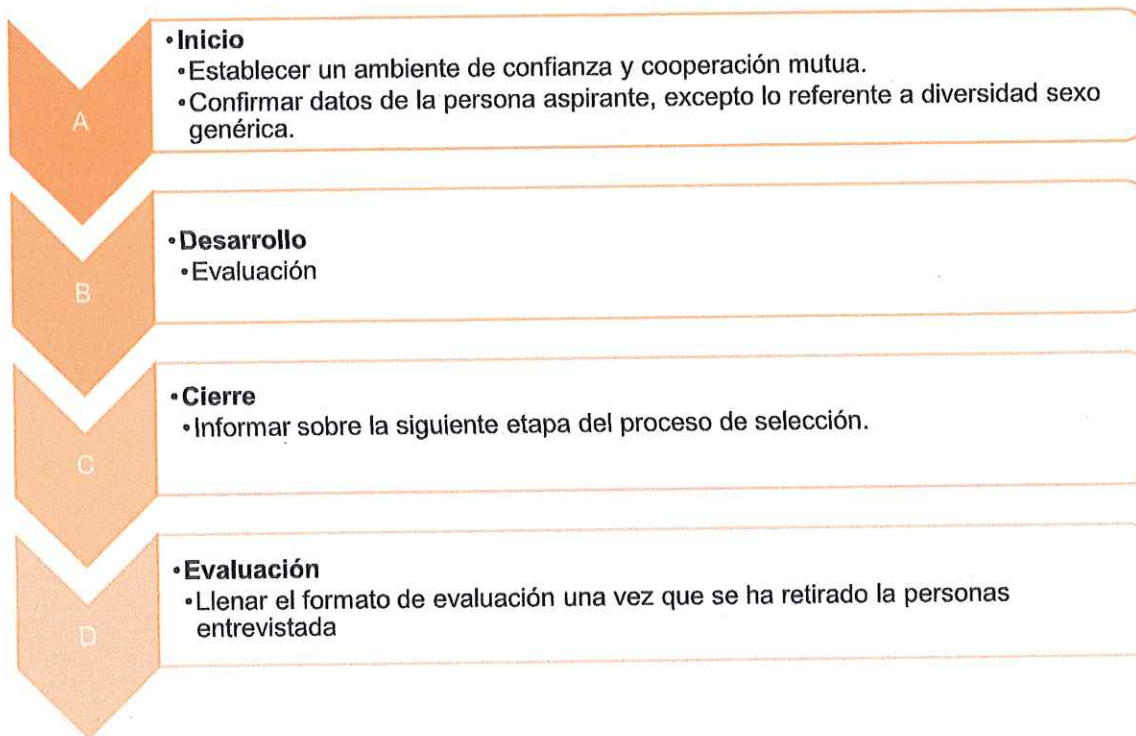 A
•Inicio
•Establecer un ambiente de confianza y cooperación mutua.
•Confirmar datos de la persona aspirante, excepto lo referente a diversidad sexo
genérica.
B
•Desarrollo
•Evaluación
C
•Cierre
•Informar sobre la siguiente etapa del proceso de selección.
D
•Evaluación
•Llenar el formato de evaluación una vez que se ha retirado la personas
entrevistada